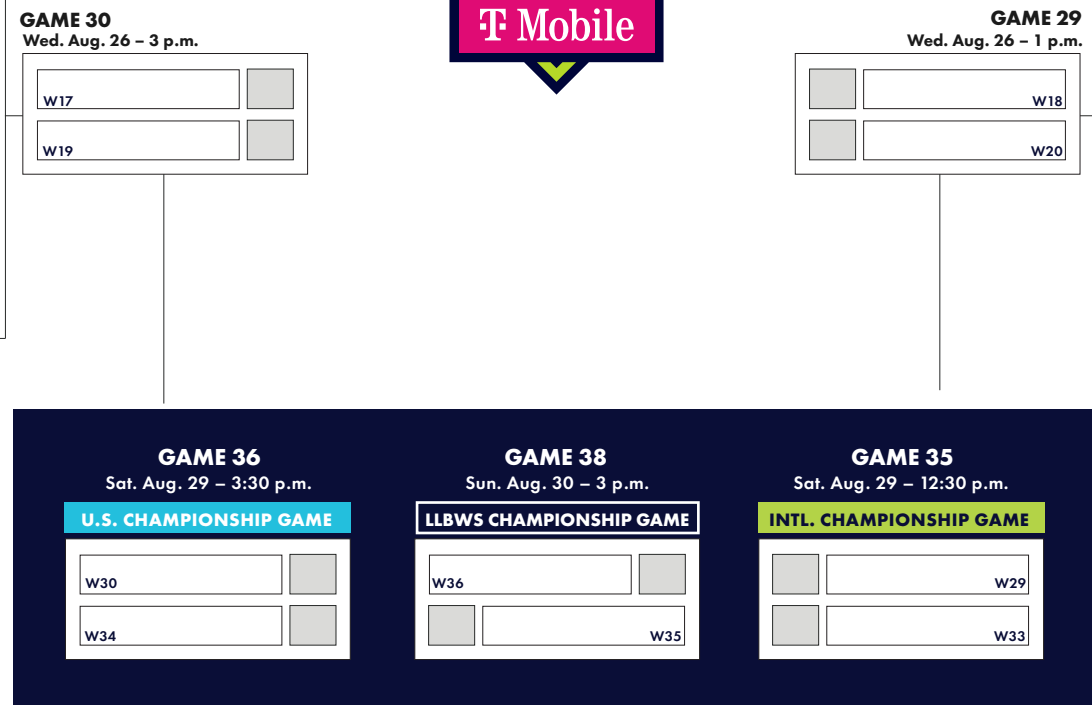 GAME 30
Wed. Aug. 26 – 3 p.m.
W17
W19
T Mobile
GAME 29
Wed. Aug. 26 – 1 p.m.
W18
W20
GAME 36
Sat. Aug. 29 – 3:30 p.m.
U.S. CHAMPIONSHIP GAME
W30
W34
GAME 38
Sun. Aug. 30 – 3 p.m.
LLBWS CHAMPIONSHIP GAME
W36
W35
GAME 35
Sat. Aug. 29 – 12:30 p.m.
INTL. CHAMPIONSHIP GAME
W29
W33